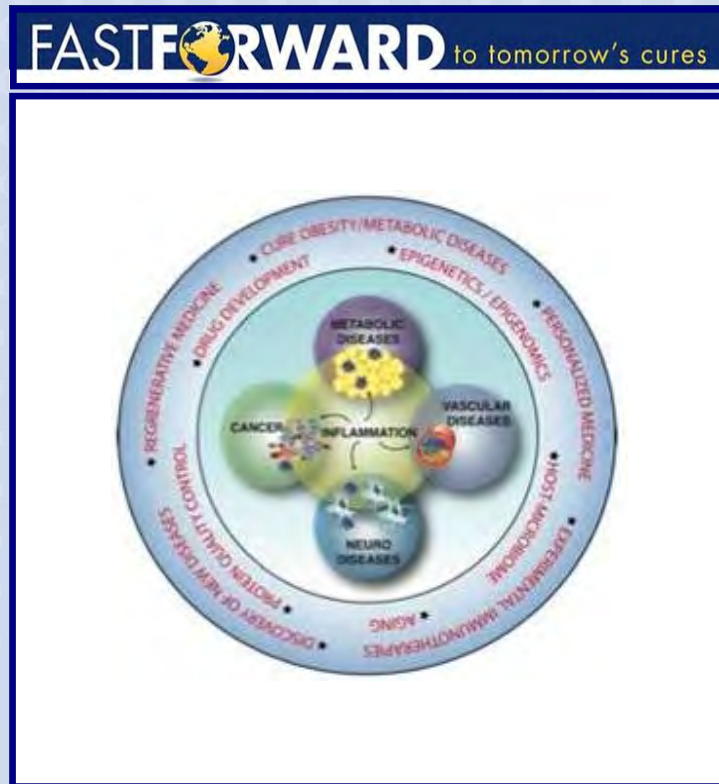 FASTFORWARD to tomorrow's cures
• CURE OBESITY/METABOLIC DISEASES
• PERSONALIZED MEDICINE
• EXPERIMENTAL IMMUNOTHERAPIES
• DISCOVERY OF NEW DISEASES
• REGRENERATIVE MEDICINE
• DRUG DEVELOPMENT
• EPIGENETICS / EPIGENOMICS
• HOST MICROBIOME
• AGING
• PROTEIN QUALITY CONTROL
METABOLIC
DISEASES
CANCER
INFLAMMATION
VASCULAR
DISEASES
NEURO
DISEASES